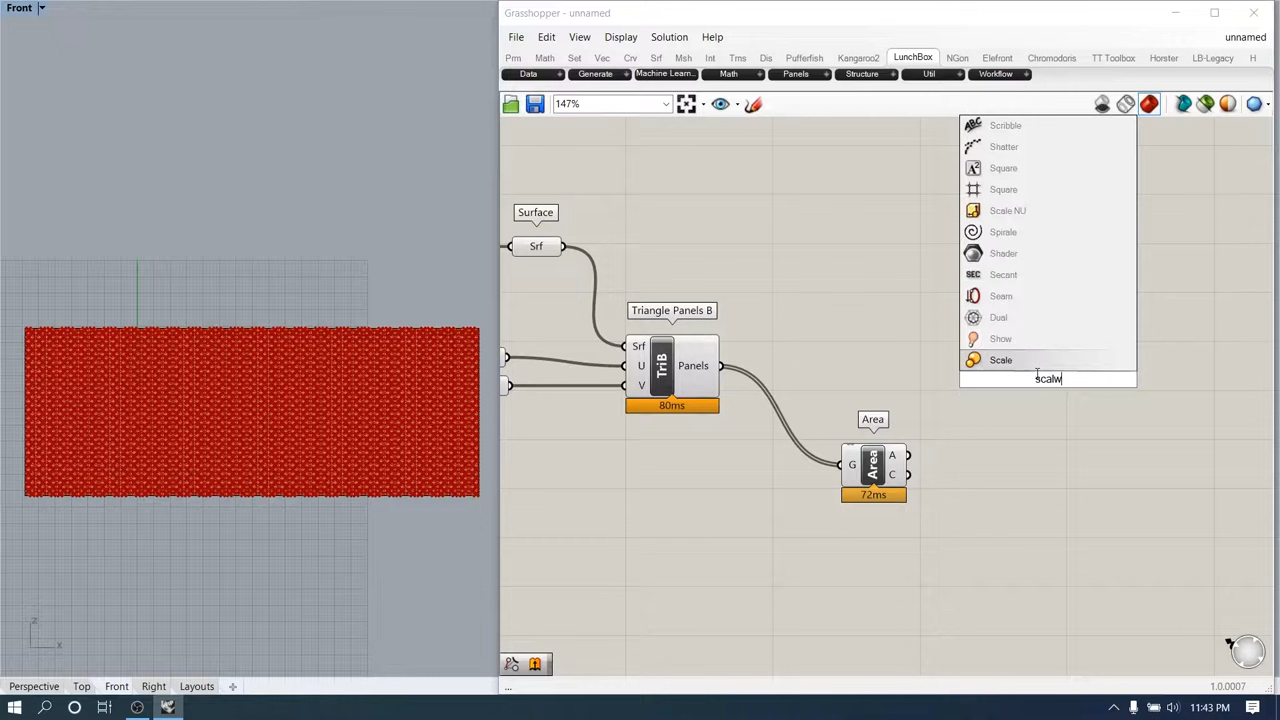 Front
Grasshopper - unnamed
File Edit View Display Solution Help
unnamed
Prm Math Set Vec Crv Srf Msh Int Trns Dis Pufferfish Kangaroo2 LunchBox NGon Elefront Chromodoris TT Toolbox Horster LB-Legacy H
Data Generate Machine Learn... Math Panels Structure Util Workflow
147%
ABC Scribble
Shatter
A² Square
Square
Scale NU
Spirale
Shader
SEC Secant
Seam
Dual
Show
Scale
scalw
Surface
Srf
Triangle Panels B
Srf
U
V
TriB
Panels
80ms
Area
G
Area
A
C
72ms
z
x
Perspective Top Front Right Layouts
...
1.0.0007
11:43 PM